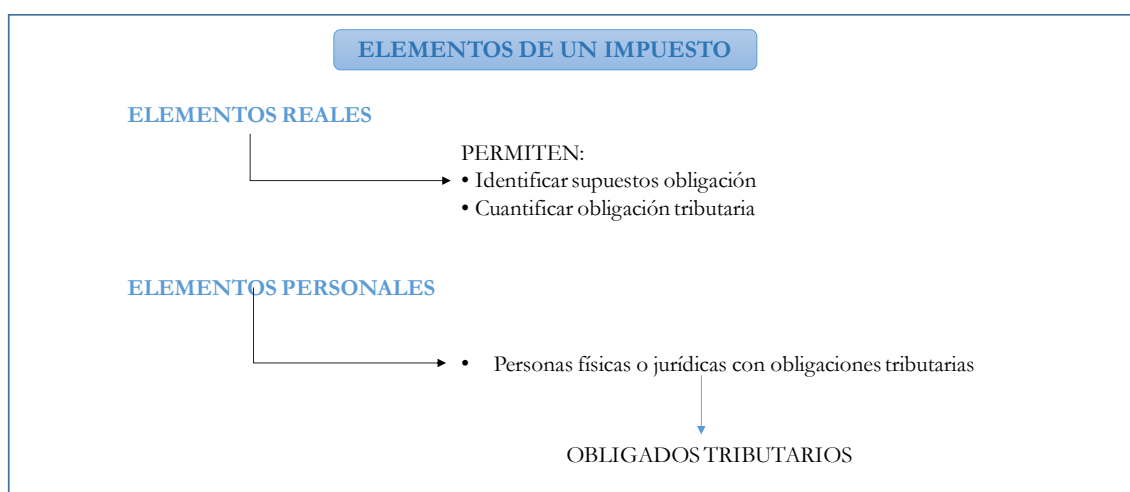 ELEMENTOS DE UN IMPUESTO
ELEMENTOS REALES
PERMITEN:
• Identificar supuestos obligación
• Cuantificar obligación tributaria
ELEMENTOS PERSONALES
• Personas físicas o jurídicas con obligaciones tributarias
OBLIGADOS TRIBUTARIOS